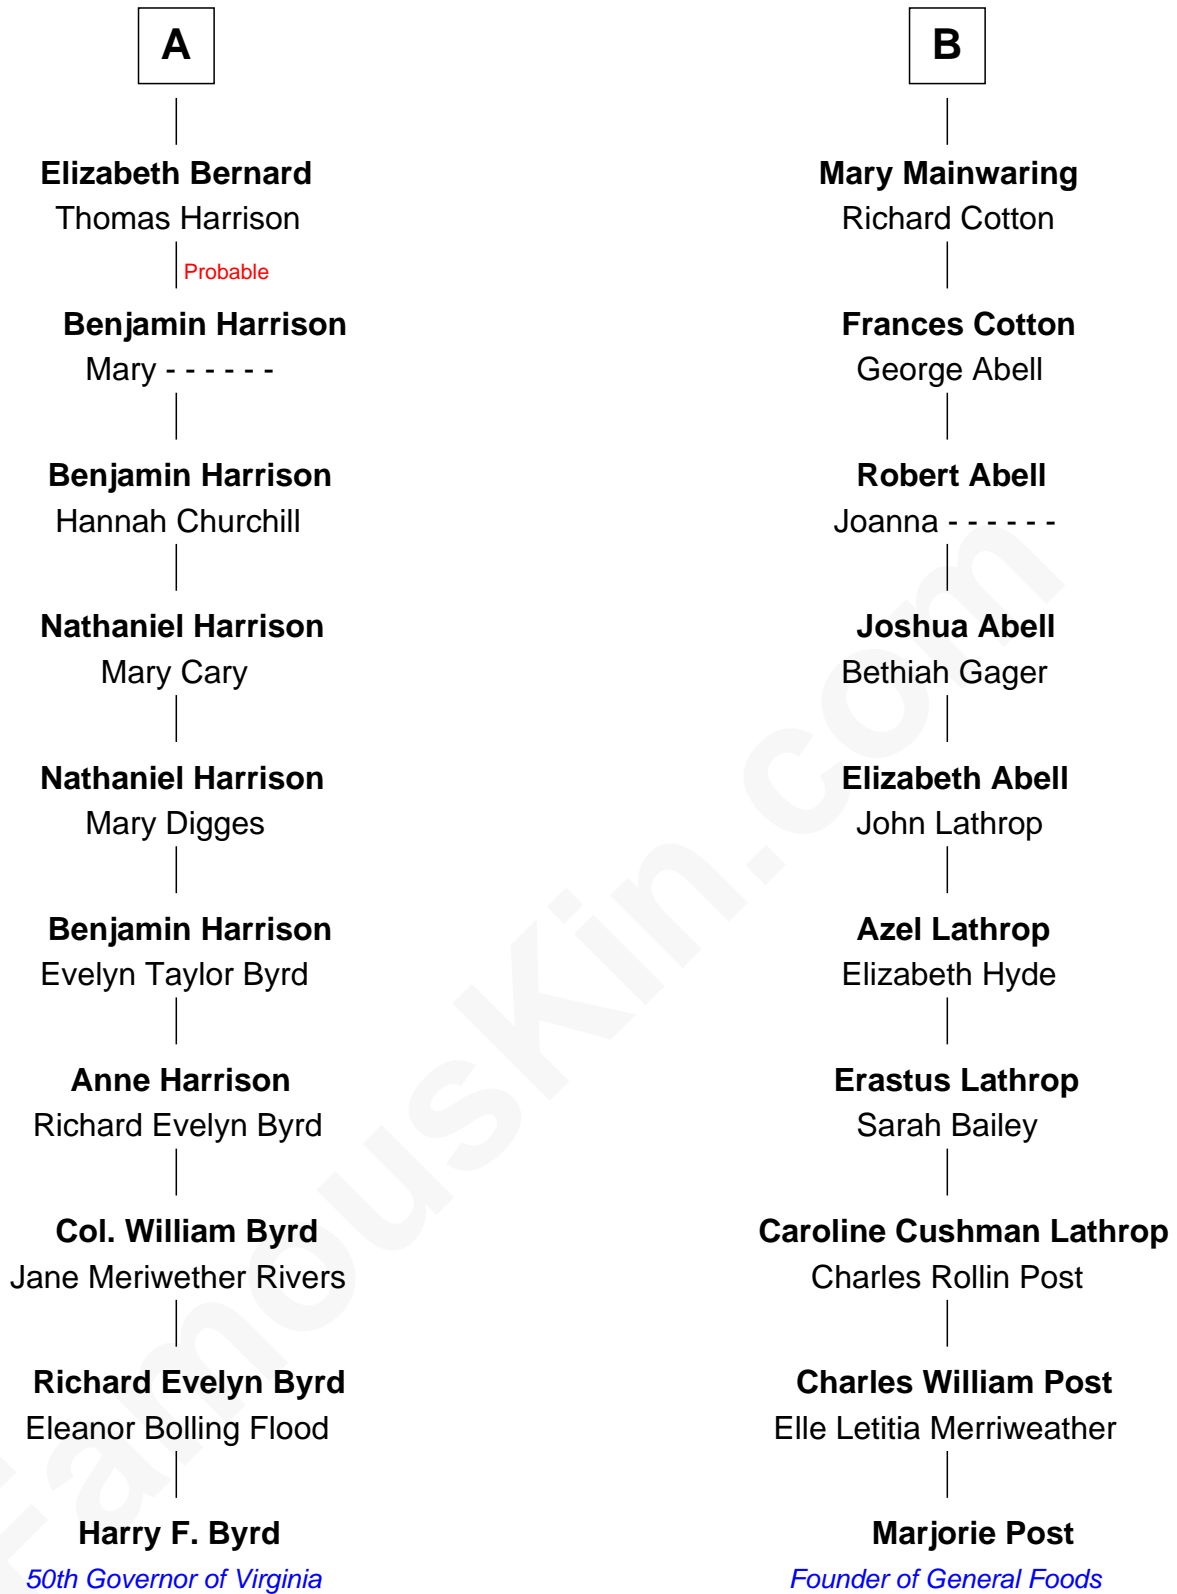 A
Elizabeth Bernard
Thomas Harrison
Probable
Benjamin Harrison
Mary - - - - - -
Benjamin Harrison
Hannah Churchill
Nathaniel Harrison
Mary Cary
Nathaniel Harrison
Mary Digges
Benjamin Harrison
Evelyn Taylor Byrd
Anne Harrison
Richard Evelyn Byrd
Col. William Byrd
Jane Meriwether Rivers
Richard Evelyn Byrd
Eleanor Bolling Flood
Harry F. Byrd
50th Governor of Virginia
B
Mary Mainwaring
Richard Cotton
Frances Cotton
George Abell
Robert Abell
Joanna - - - - - -
Joshua Abell
Bethiah Gager
Elizabeth Abell
John Lathrop
Azel Lathrop
Elizabeth Hyde
Erastus Lathrop
Sarah Bailey
Caroline Cushman Lathrop
Charles Rollin Post
Charles William Post
Elle Letitia Merriweather
Marjorie Post
Founder of General Foods
FamousKin.com